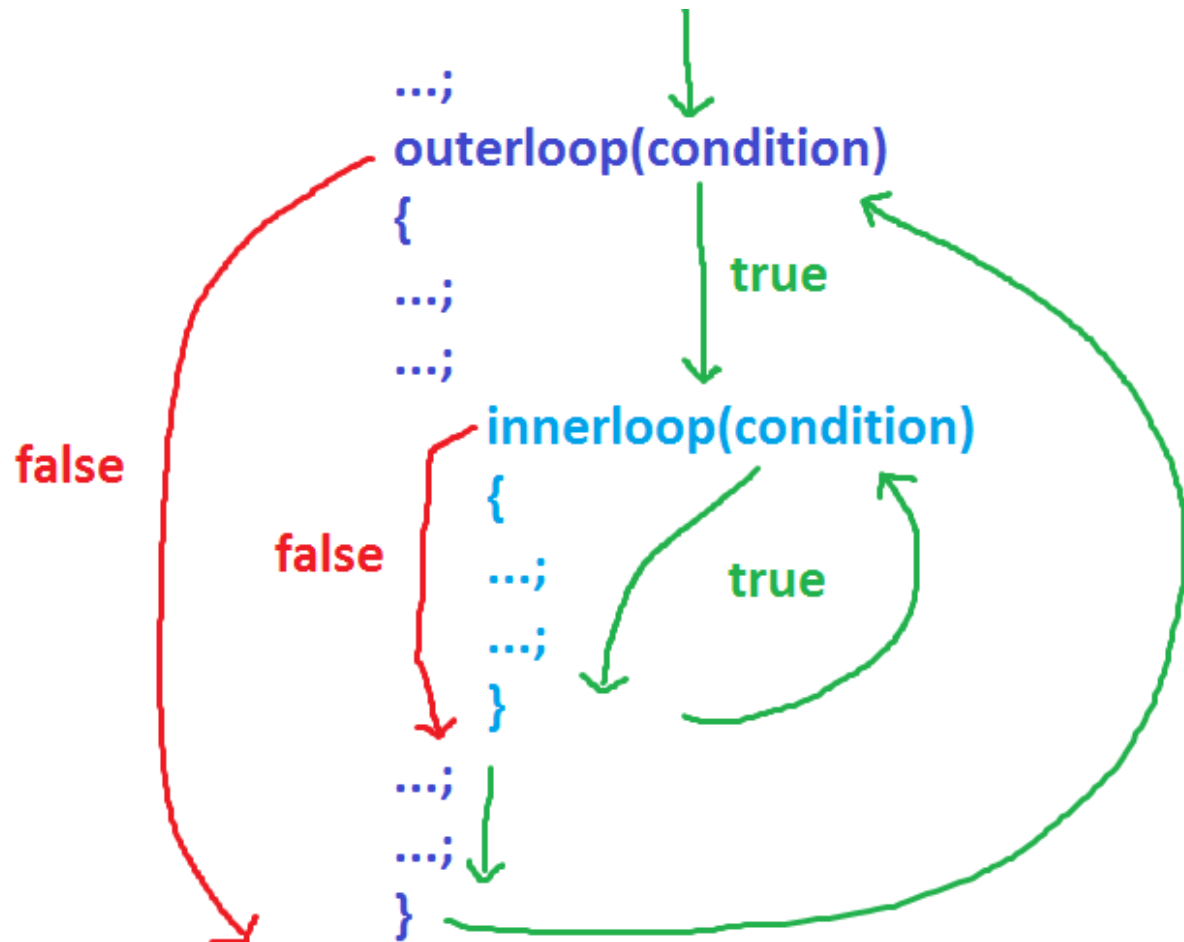 ...;
outerloop(condition)
{
true
...;
...;
innerloop(condition)
false
{
false
...;
true
...;
}
...;
...;
}